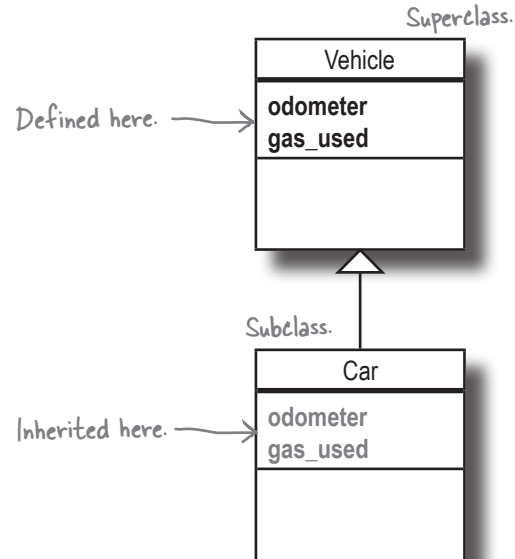 Superclass.
Vehicle
Defined here.
odometer
gas_used
Subclass.
Car
Inherited here.
odometer
gas_used